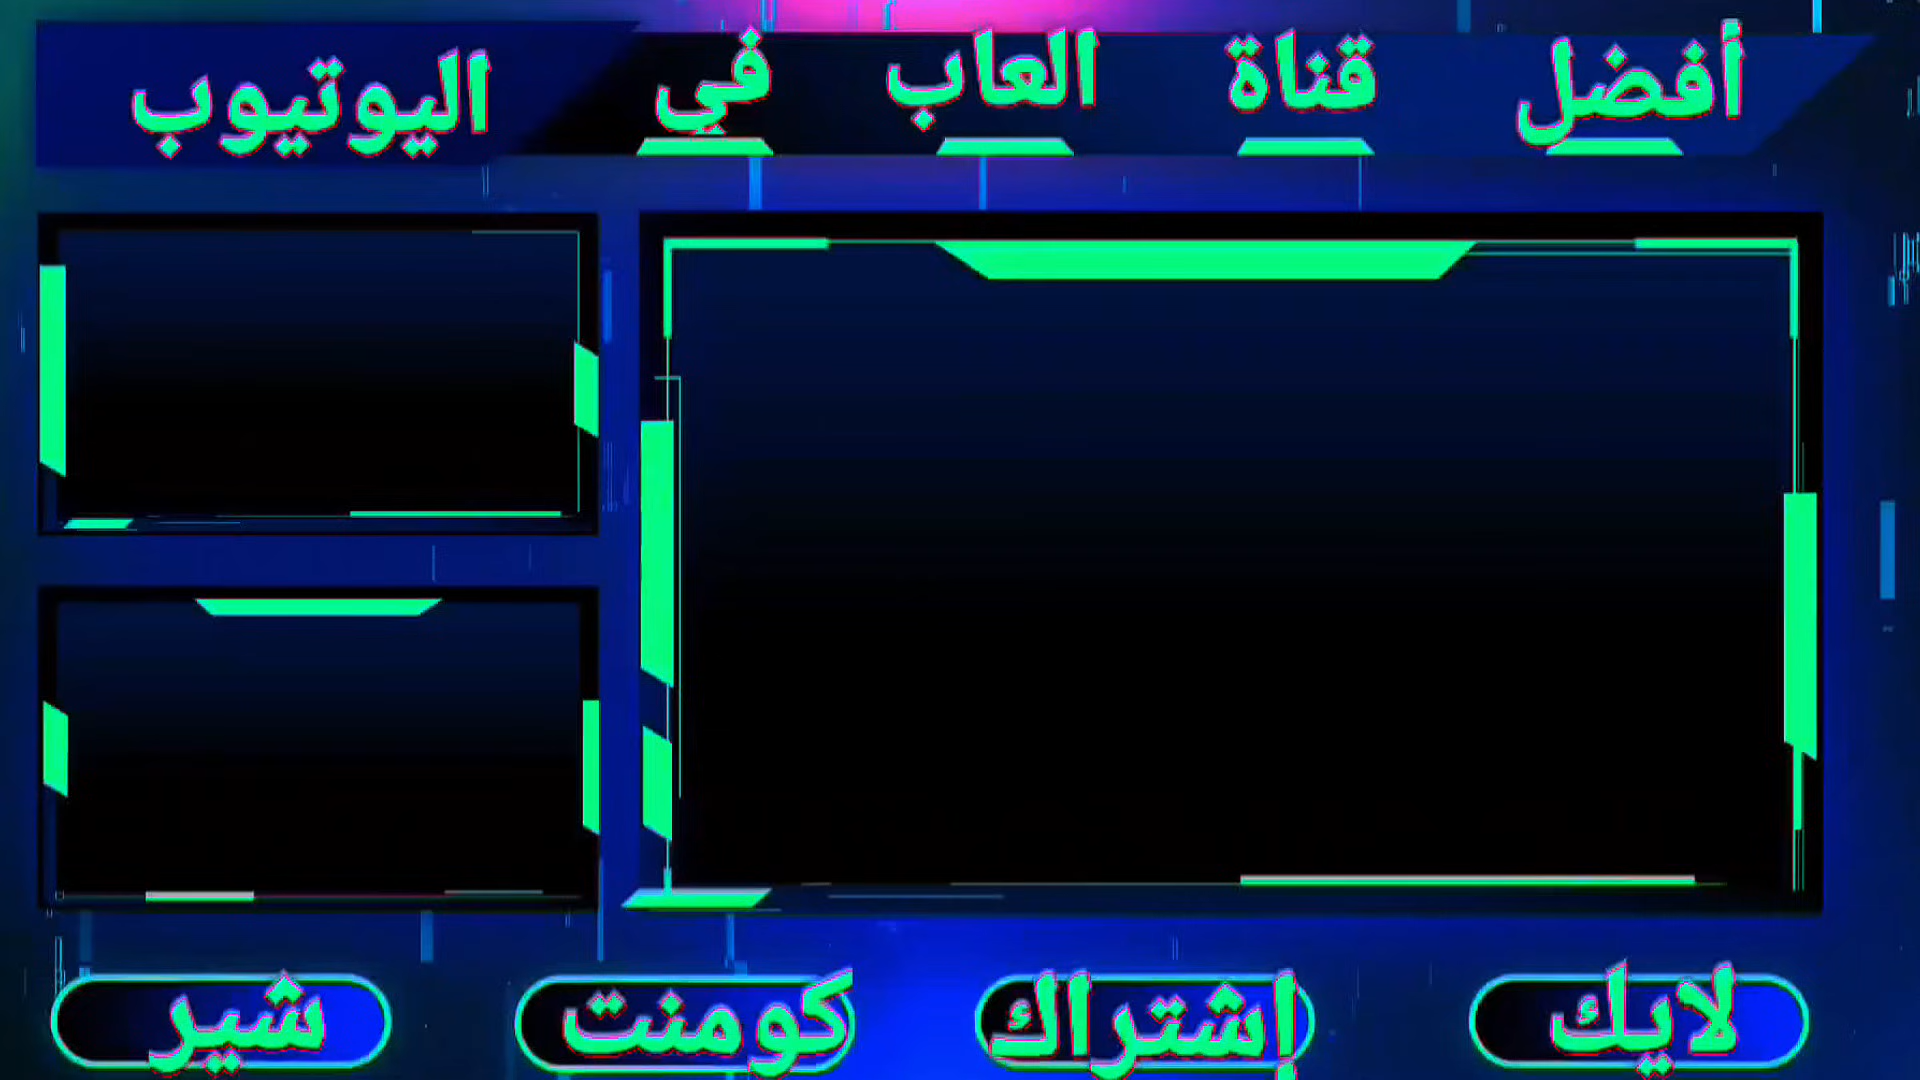 أفضل قناة العاب في اليوتيوب
لايك إشتراك كومنت شير